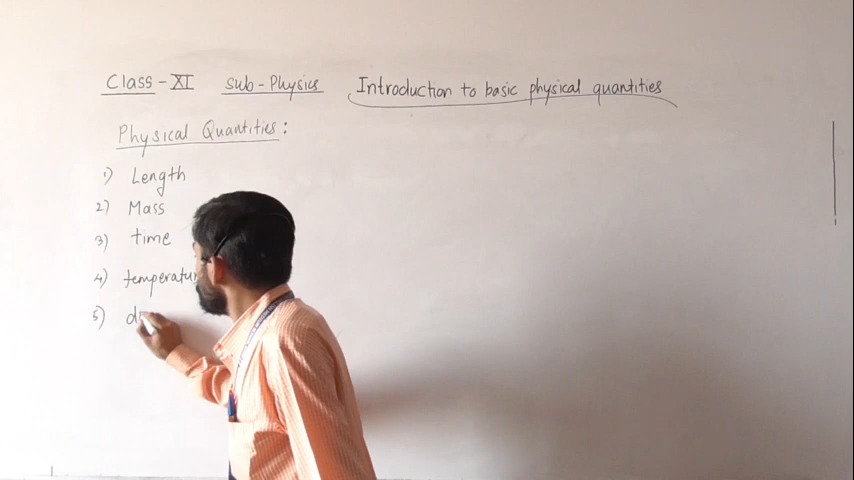 Class - XI sub - Physics Introduction to basic physical quantities
Physical Quantities :
1) Length
2) Mass
3) time
4) temperatur
5) d